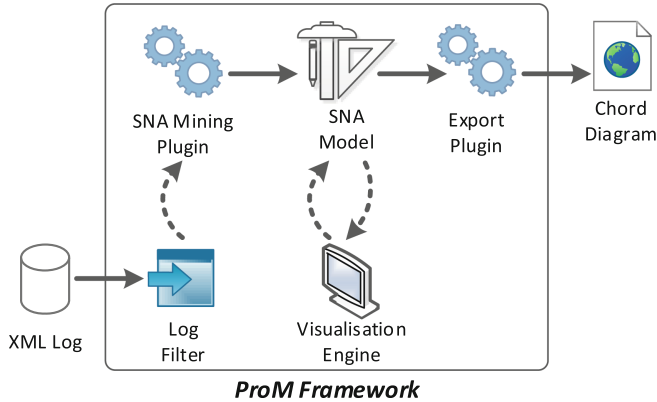 SNA Mining
Plugin
SNA
Model
Export
Plugin
Chord
Diagram
XML Log
Log
Filter
Visualisation
Engine
ProM Framework